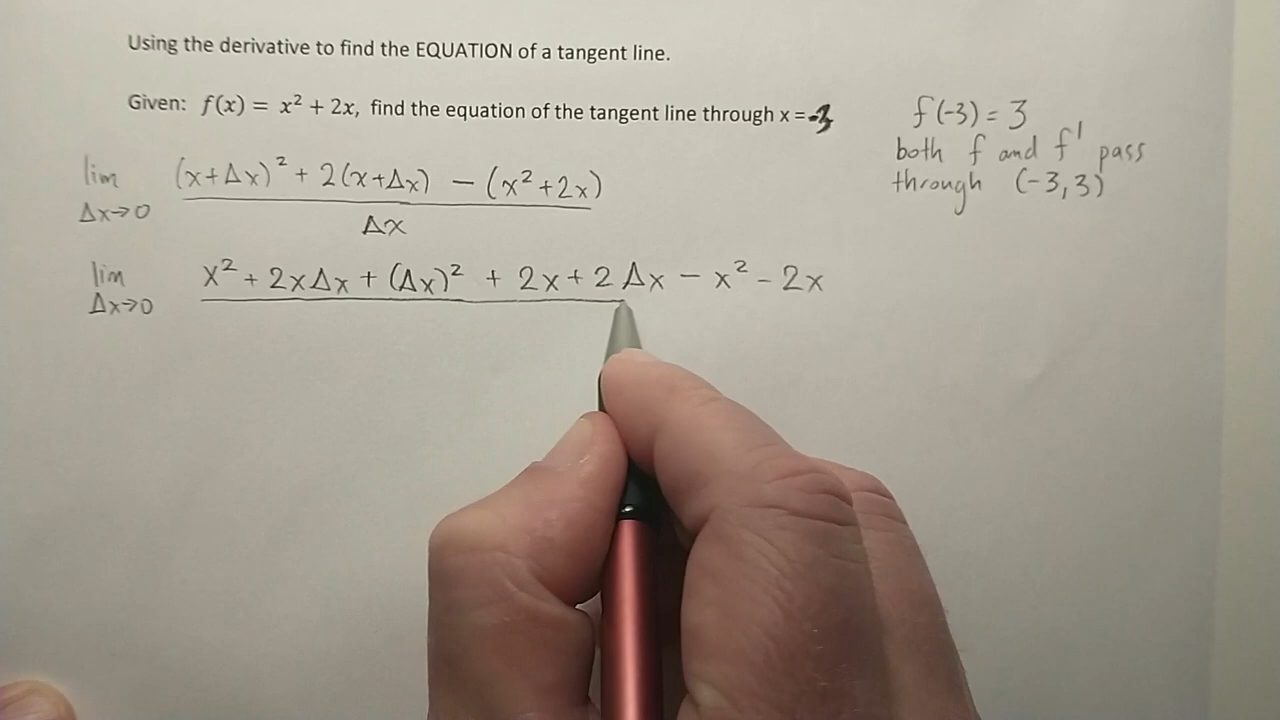 Using the derivative to find the EQUATION of a tangent line.
Given: f(x) = x² + 2x, find the equation of the tangent line through x = -3
f(-3) = 3
both f and f' pass
through (-3, 3)
lim Δx→0 (x+Δx)² + 2(x+Δx) − (x²+2x)
Δx
lim Δx→0 x² + 2xΔx + (Δx)² + 2x + 2Δx − x² − 2x